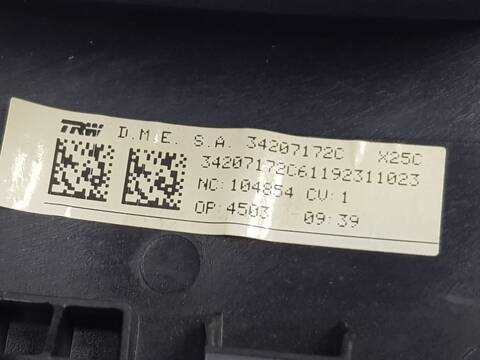 TRW D.M.E. S.A. 34207172C X25C
34207172C61192311023
NC:104854 CV:1
OP:4503 09:39